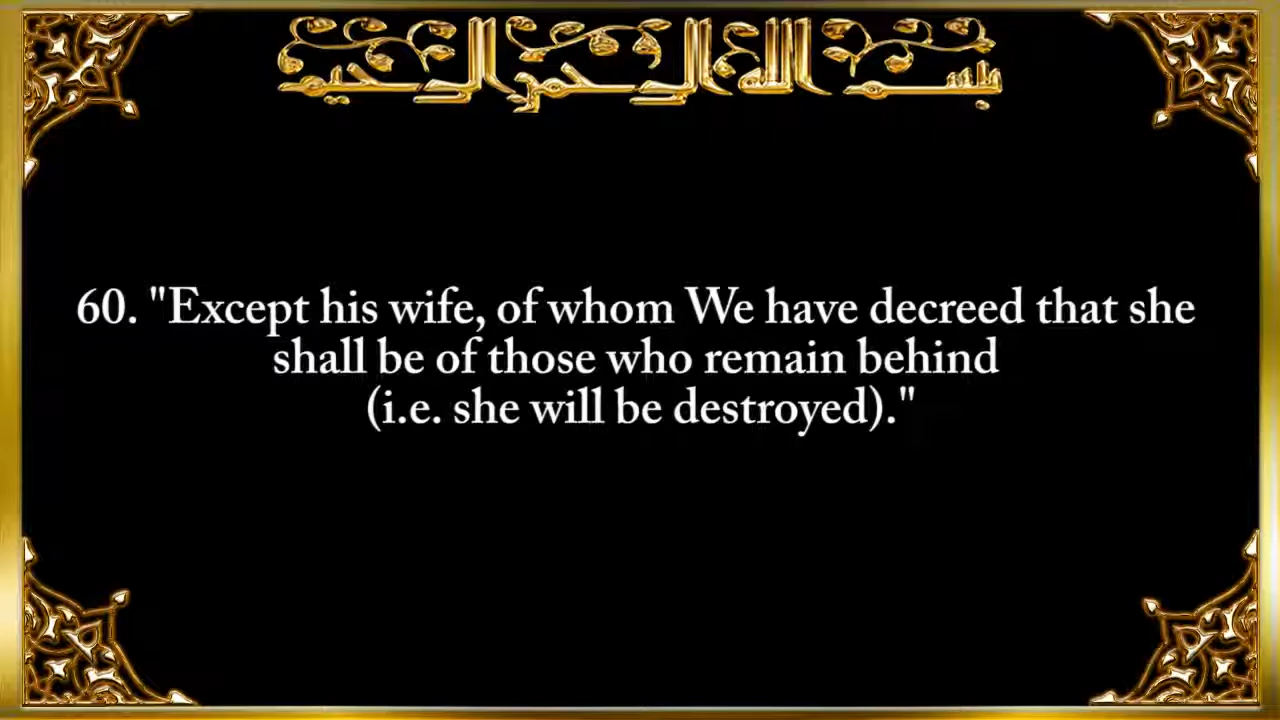 بسم الله الرحمن الرحيم
60. "Except his wife, of whom We have decreed that she
shall be of those who remain behind
(i.e. she will be destroyed)."